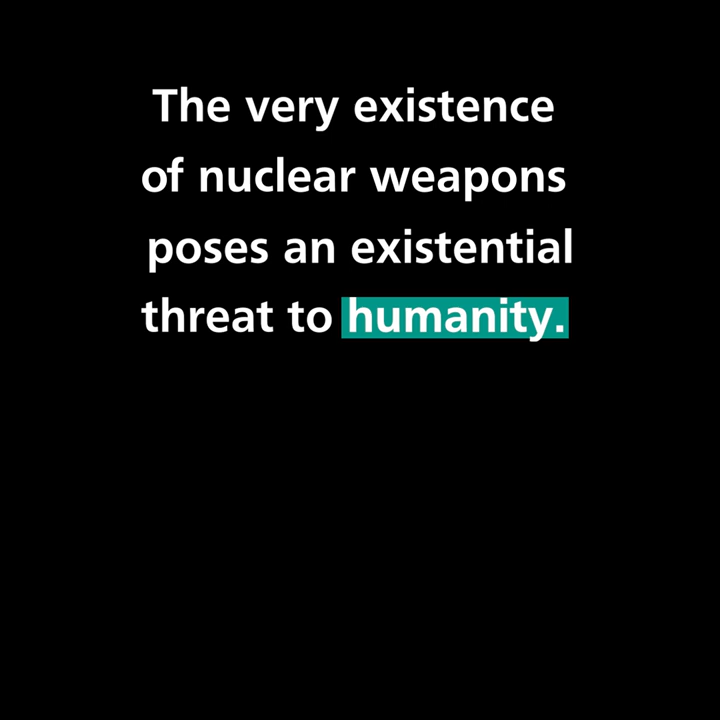 The very existence
of nuclear weapons
poses an existential
threat to humanity.